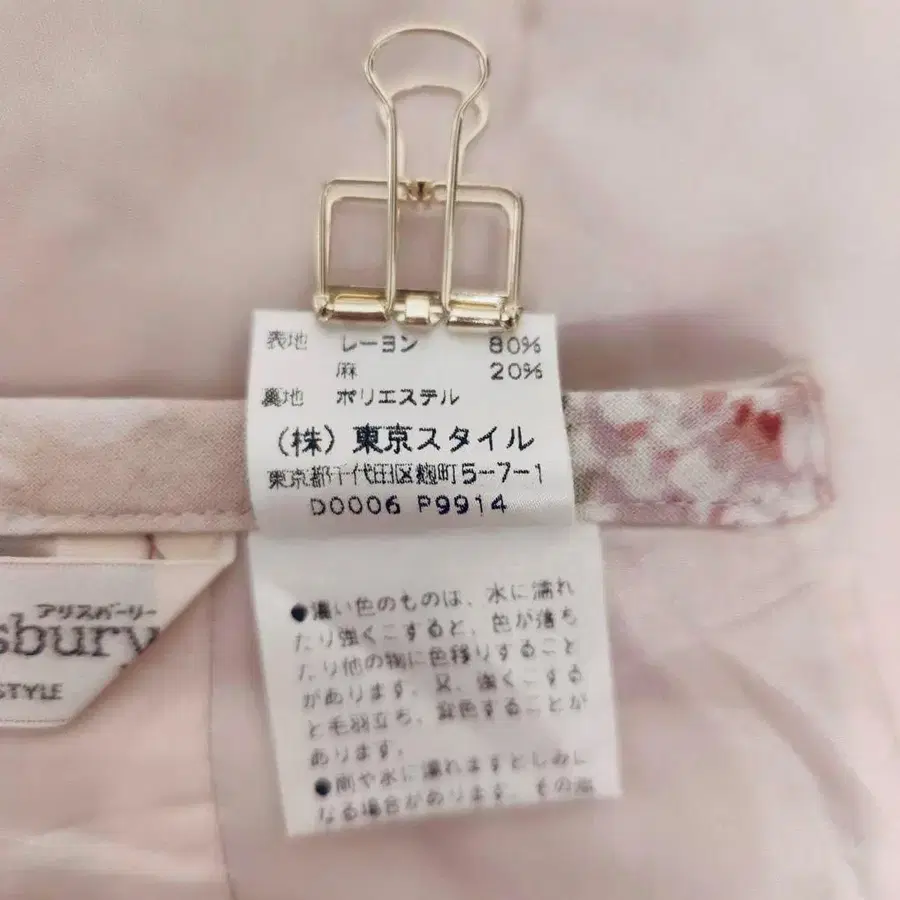 表地 レーヨン 80%
麻 20%
裏地 ポリエステル
(株)東京スタイル
東京都千代田区麹町5-7-1
D0006 P9914
アリスバーリー
sbury
STYLE
●濃い色のものは、水に濡れ
たり強くこすると、色が落ち
たり他の物に色移りすること
があります。又、強くこする
と毛羽立ち、変色することが
あります。
●雨や水に濡れますとしみに
なる場合があります。その際